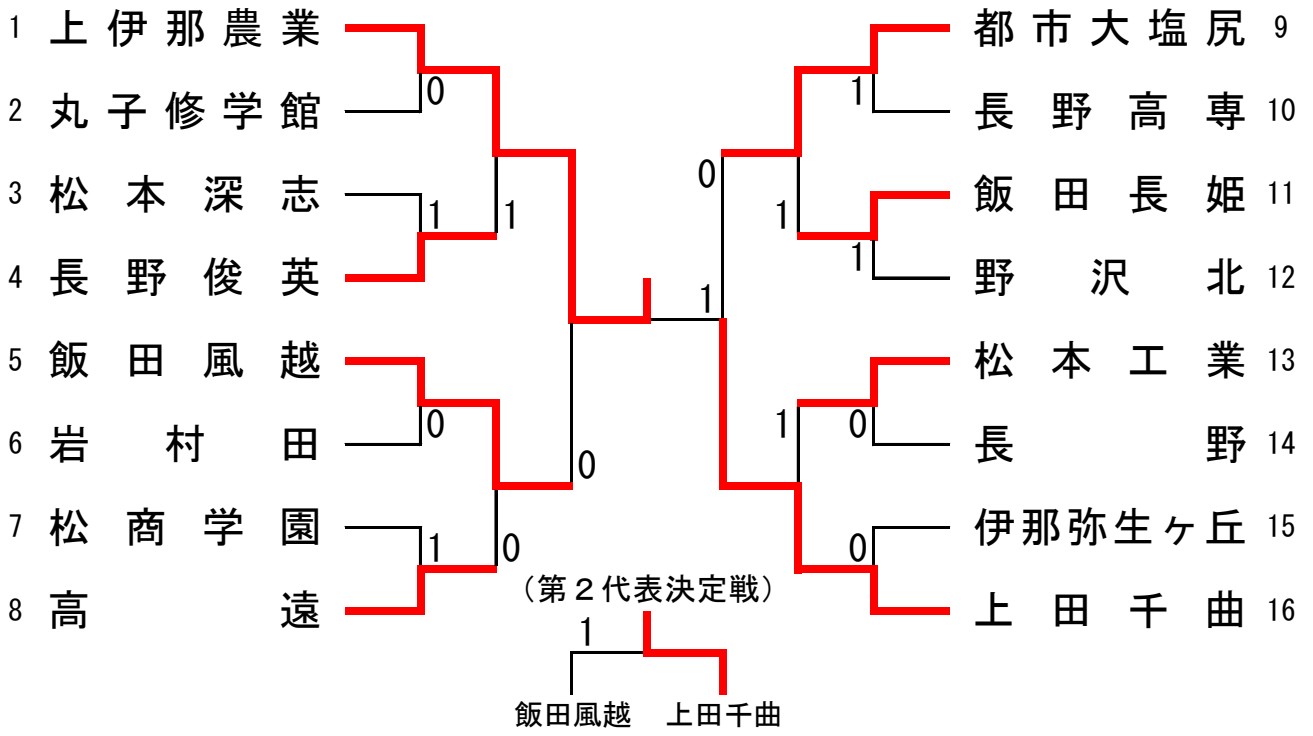 1 上伊那農業
0
2 丸子修学館
3 松本深志
1
1
4 長野俊英
5 飯田風越
0
6 岩村田
0
7 松商学園
1
0
8 高遠
都市大塩尻 9
1
長野高専 10
0
飯田長姫 11
1
1
野沢北 12
1
松本工業 13
1
0
長野 14
伊那弥生ヶ丘 15
0
上田千曲 16
（第２代表決定戦）
1
飯田風越 上田千曲